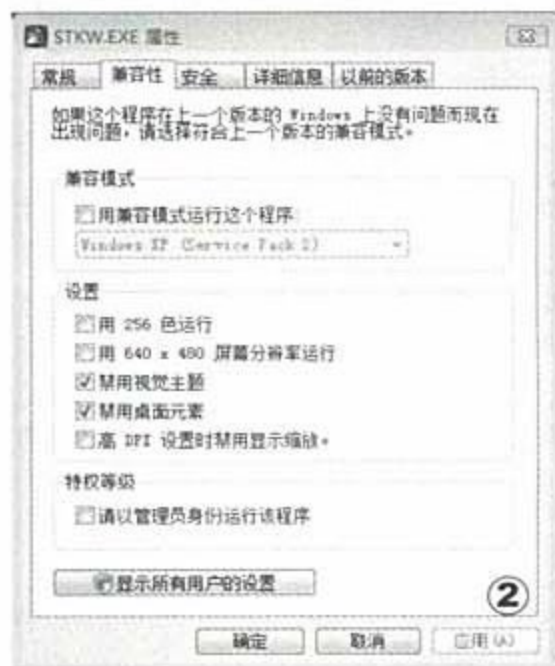 STKW.EXE 属性
常规 兼容性 安全 详细信息 以前的版本
如果这个程序在上一个版本的 Windows 上没有问题而现在
出现问题，请选择符合上一个版本的兼容模式。
兼容模式
用兼容模式运行这个程序:
Windows XP (Service Pack 2)
设置
用 256 色运行
用 640 x 480 屏幕分辨率运行
禁用视觉主题
禁用桌面元素
高 DPI 设置时禁用显示缩放。
特权等级
请以管理员身份运行该程序
显示所有用户的设置
②
确定 取消 应用(A)